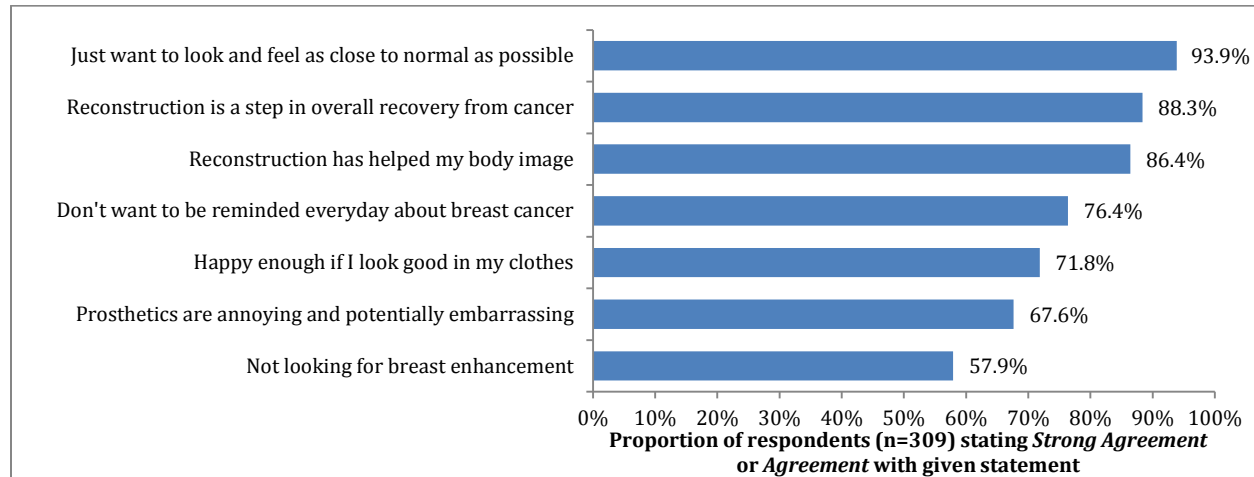 Just want to look and feel as close to normal as possible 93.9%
Reconstruction is a step in overall recovery from cancer 88.3%
Reconstruction has helped my body image 86.4%
Don't want to be reminded everyday about breast cancer 76.4%
Happy enough if I look good in my clothes 71.8%
Prosthetics are annoying and potentially embarrassing 67.6%
Not looking for breast enhancement 57.9%
0% 10% 20% 30% 40% 50% 60% 70% 80% 90% 100%
Proportion of respondents (n=309) stating Strong Agreement
or Agreement with given statement